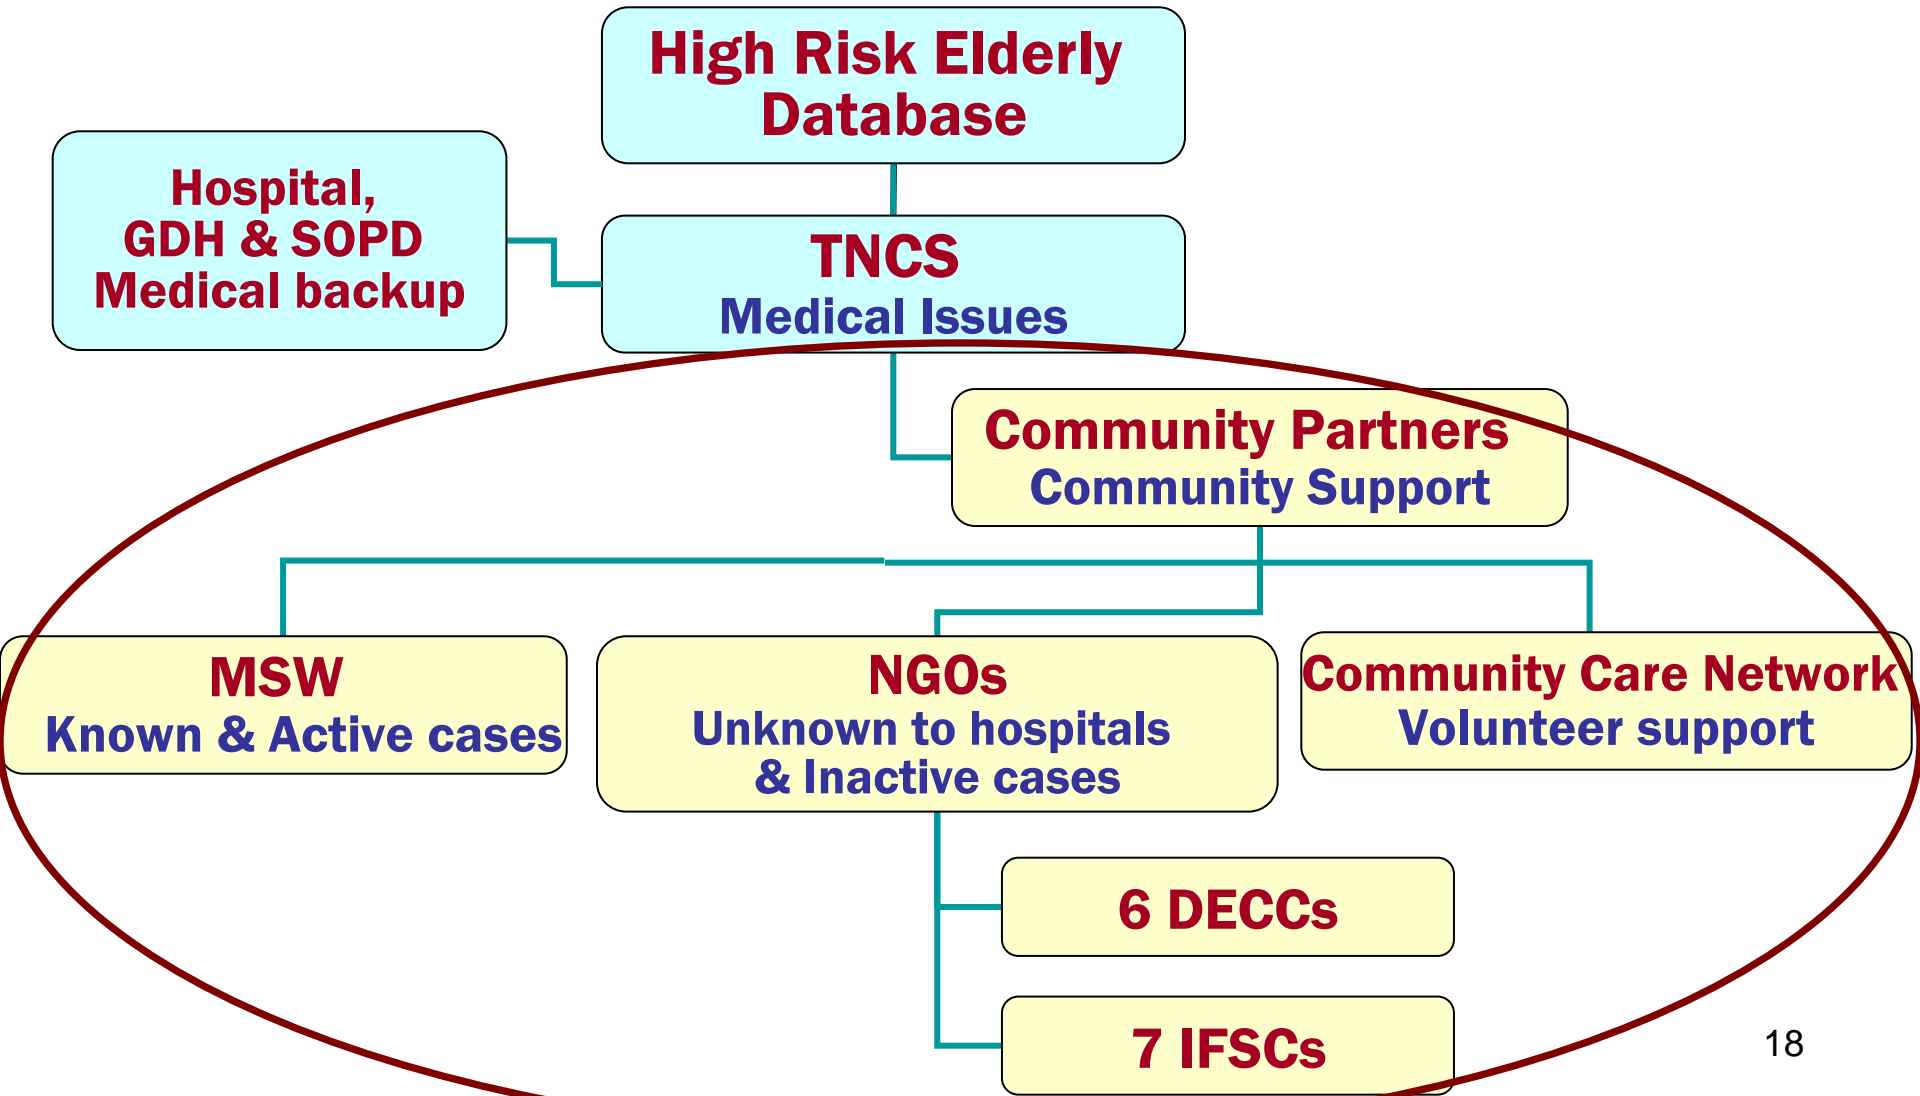 High Risk Elderly
Database
Hospital,
GDH & SOPD
Medical backup
TNCS
Medical Issues
Community Partners
Community Support
MSW
Known & Active cases
NGOs
Unknown to hospitals
& Inactive cases
Community Care Network
Volunteer support
6 DECCs
7 IFSCs
18